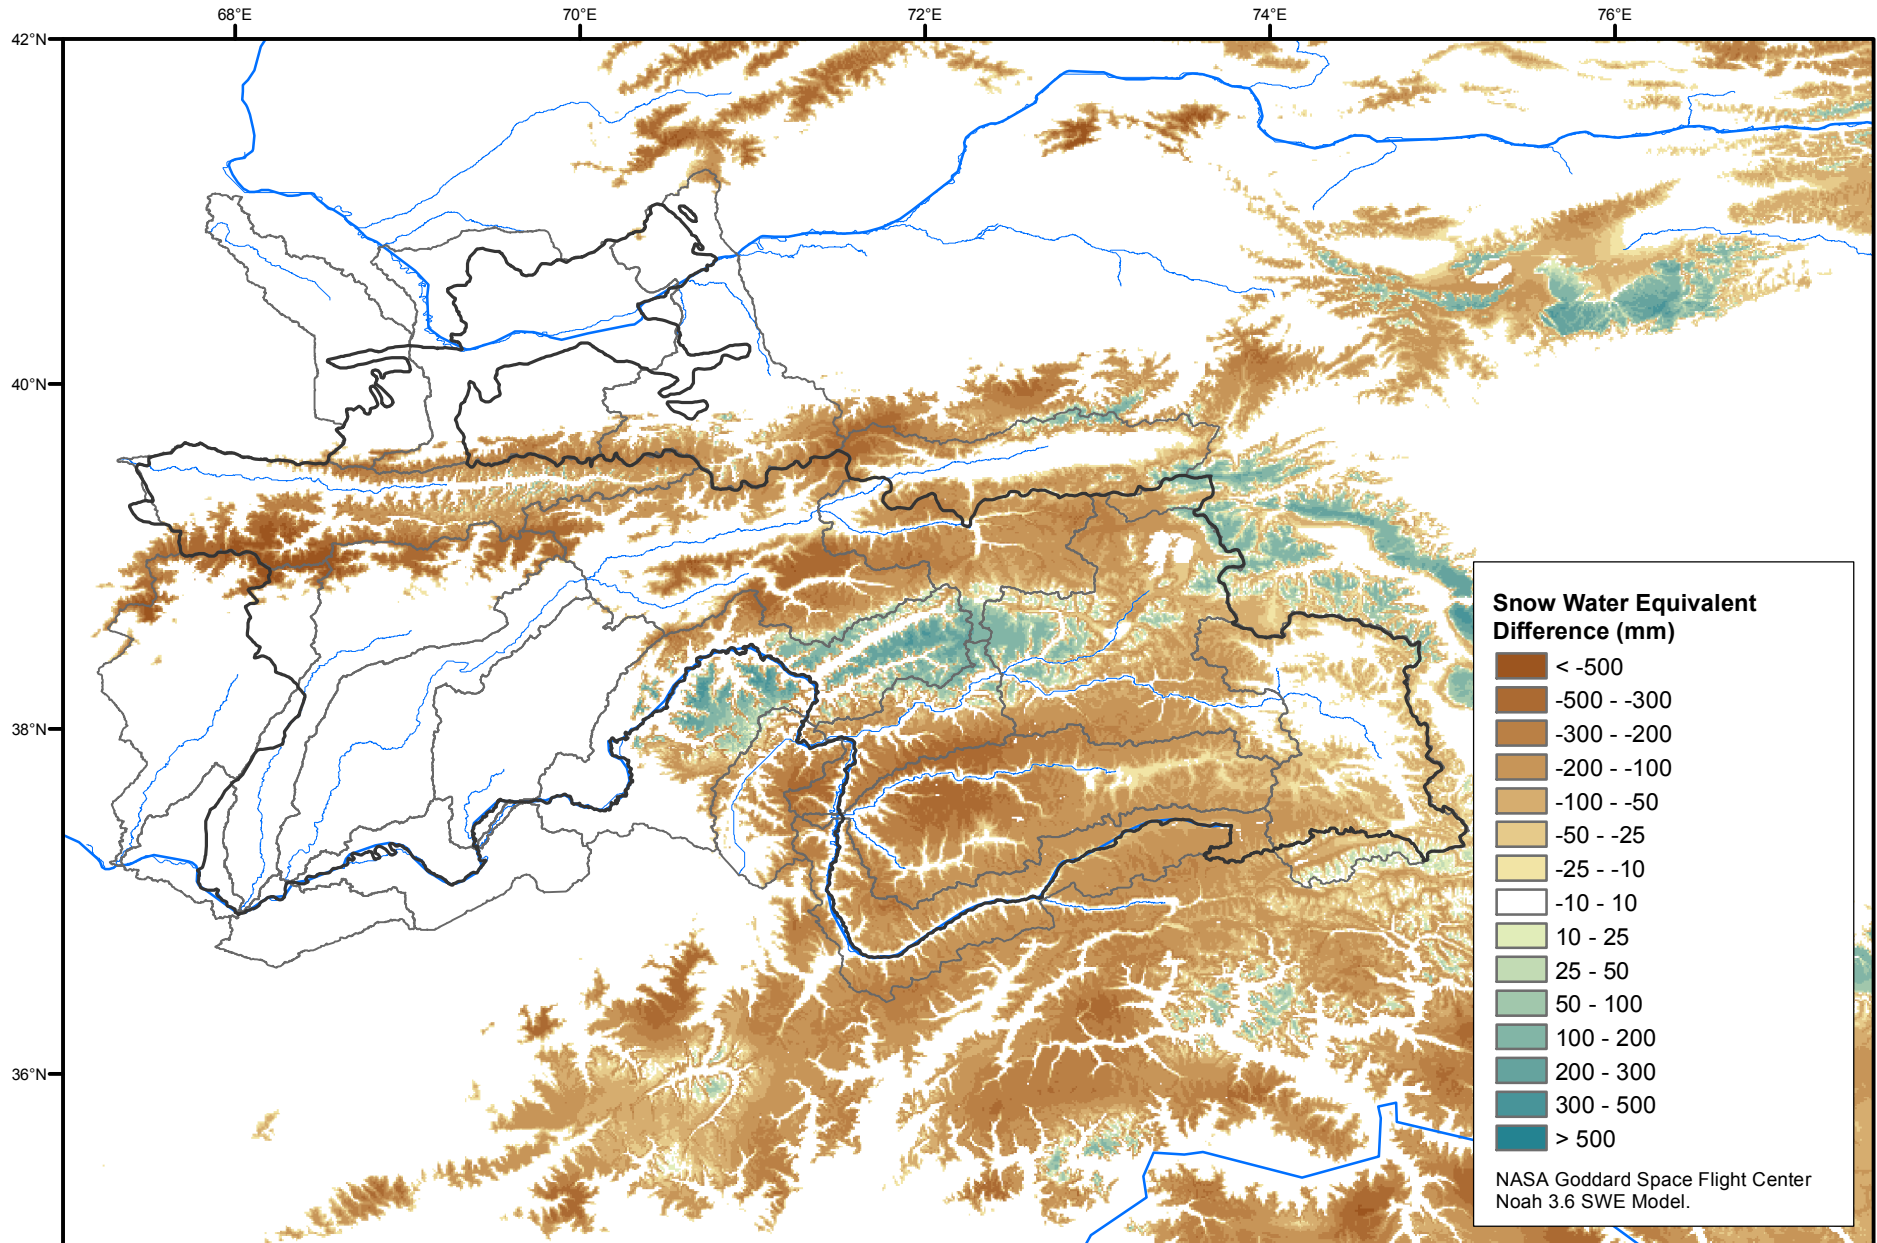 68°E
70°E
72°E
74°E
76°E
42°N
40°N
38°N
36°N
Snow Water Equivalent
Difference (mm)
< -500
-500 - -300
-300 - -200
-200 - -100
-100 - -50
-50 - -25
-25 - -10
-10 - 10
10 - 25
25 - 50
50 - 100
100 - 200
200 - 300
300 - 500
> 500
NASA Goddard Space Flight Center
Noah 3.6 SWE Model.